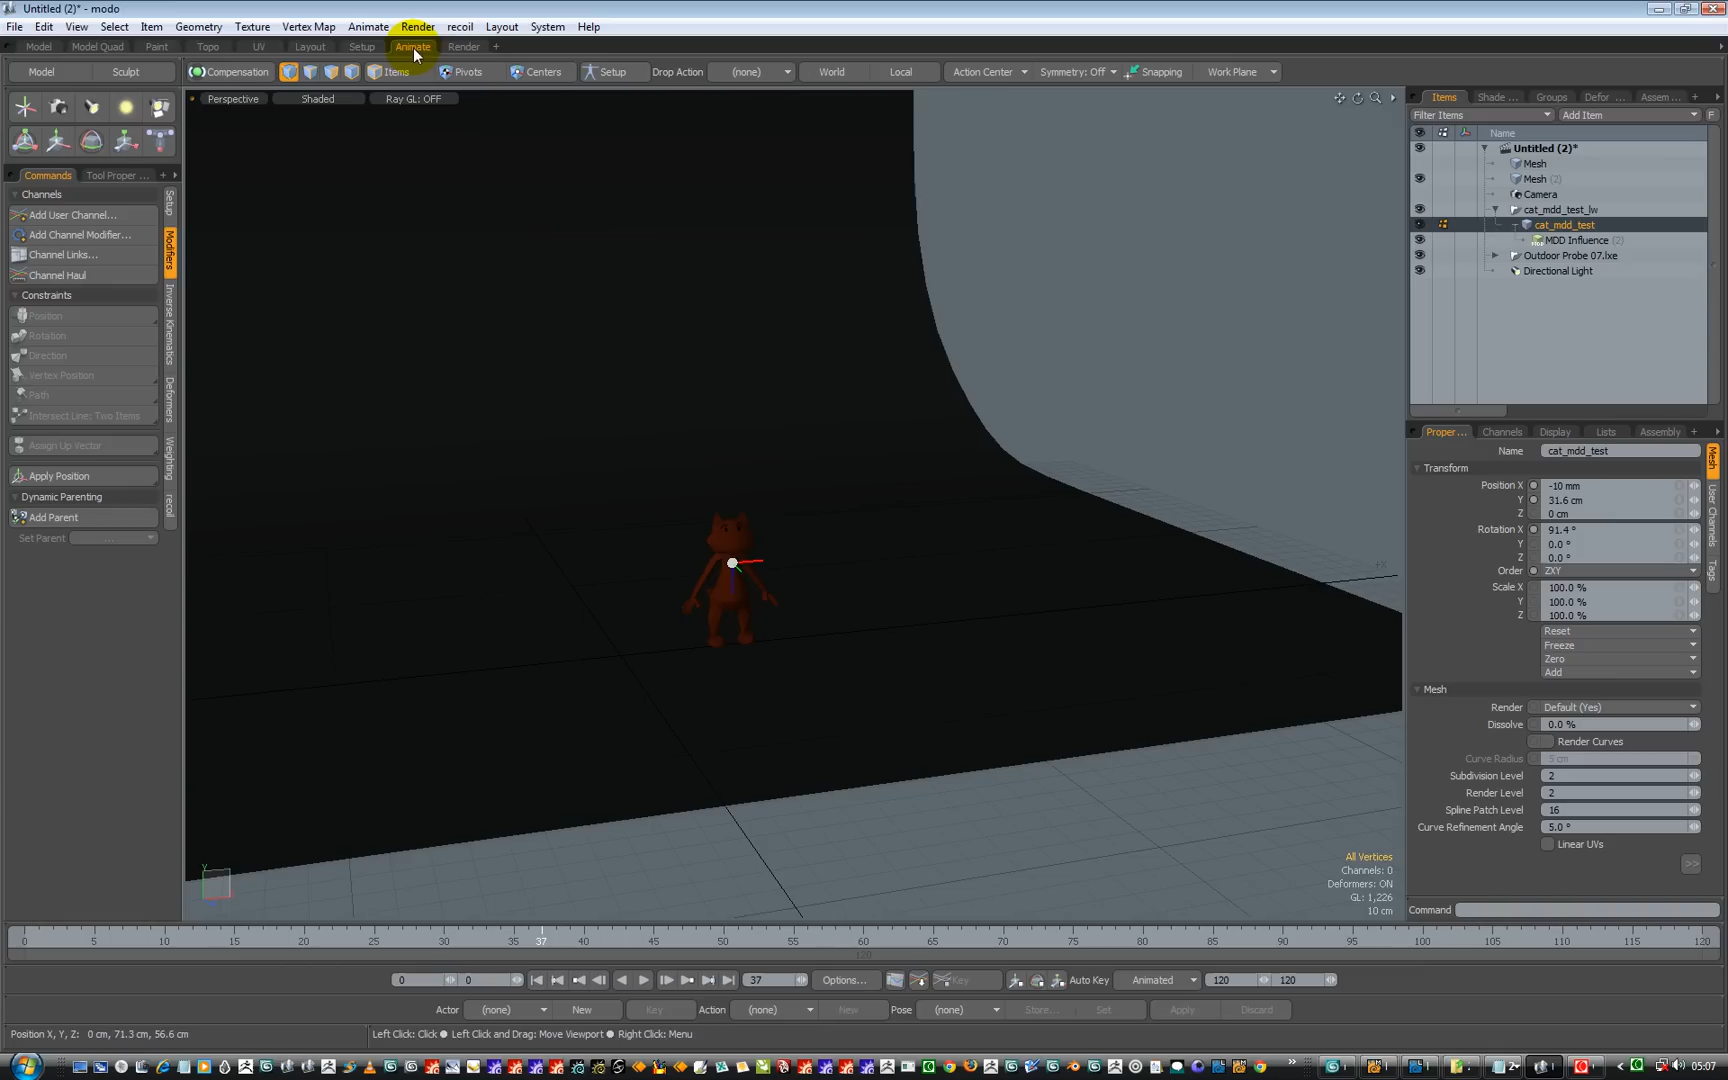 Untitled (2)* - modo
File Edit View Select Item Geometry Texture Vertex Map Animate Render recoil Layout System Help
Model Model Quad Paint Topo UV Layout Setup Animate Render +
Model Sculpt Compensation Items Pivots Centers Setup Drop Action (none) World Local Action Center Symmetry: Off Snapping Work Plane
Perspective Shaded Ray GL: OFF
Items Shade ... Groups Defor ... Assem ... +
Filter Items Add Item F
Name
Untitled (2)*
Mesh
Mesh (2)
Camera
cat_mdd_test_lw
cat_mdd_test
MDD Influence (2)
Outdoor Probe 07.lxe
Directional Light
Commands Tool Proper ... +
Channels
Add User Channel...
Add Channel Modifier...
Channel Links...
Channel Haul
Constraints
Position
Rotation
Direction
Vertex Position
Path
Intersect Line: Two Items
Assign Up Vector
Apply Position
Dynamic Parenting
Add Parent
Set Parent ...
Setup
Modifiers
Inverse Kinematics
Deformers
Weighting
recoil
Proper... Channels Display Lists Assembly +
Name cat_mdd_test
Transform
Position X -10 mm
Y 31.6 cm
Z 0 cm
Rotation X 91.4 °
Y 0.0 °
Z 0.0 °
Order ZXY
Scale X 100.0 %
Y 100.0 %
Z 100.0 %
Reset
Freeze
Zero
Add
Mesh
Render Default (Yes)
Dissolve 0.0 %
Render Curves
Curve Radius 5 cm
Subdivision Level 2
Render Level 2
Spline Patch Level 16
Curve Refinement Angle 5.0 °
Linear UVs
>>
Mesh
User Channels
Tags
+X
Y
All Vertices
Channels: 0
Deformers: ON
GL: 1,226
10 cm
Command
0 5 10 15 20 25 30 37 40 45 50 55 60 65 70 75 80 85 90 95 100 105 110 115 120
120
0 0 37 Options... Key Auto Key Animated 120 120
Actor (none) New Key Action (none) New Pose (none) Store... Set Apply Discard
Position X, Y, Z: 0 cm, 71.3 cm, 56.6 cm Left Click: Click ● Left Click and Drag: Move Viewport ● Right Click: Menu
05:07